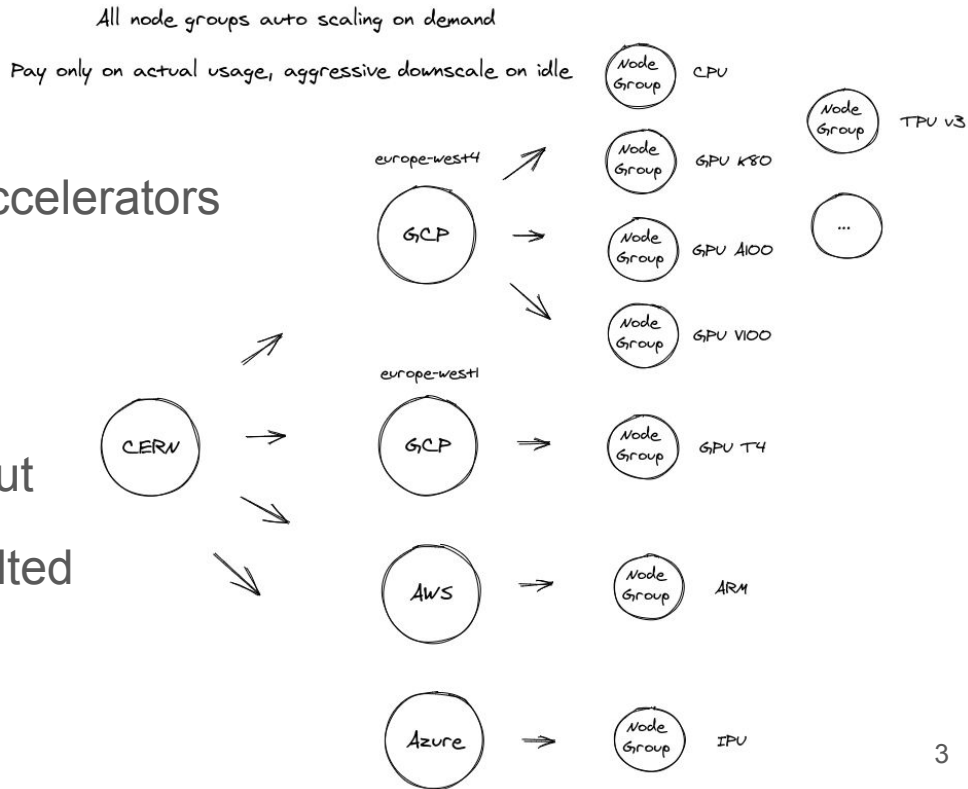 All node groups auto scaling on demand
Pay only on actual usage, aggressive downscale on idle
ccelerators
ut
lted
CERN
europe-west4
GCP
europe-west1
GCP
AWS
Azure
Node
Group
CPU
Node
Group
GPU K80
Node
Group
GPU A100
Node
Group
GPU V100
Node
Group
TPU v3
...
Node
Group
GPU T4
Node
Group
ARM
Node
Group
IPU
3